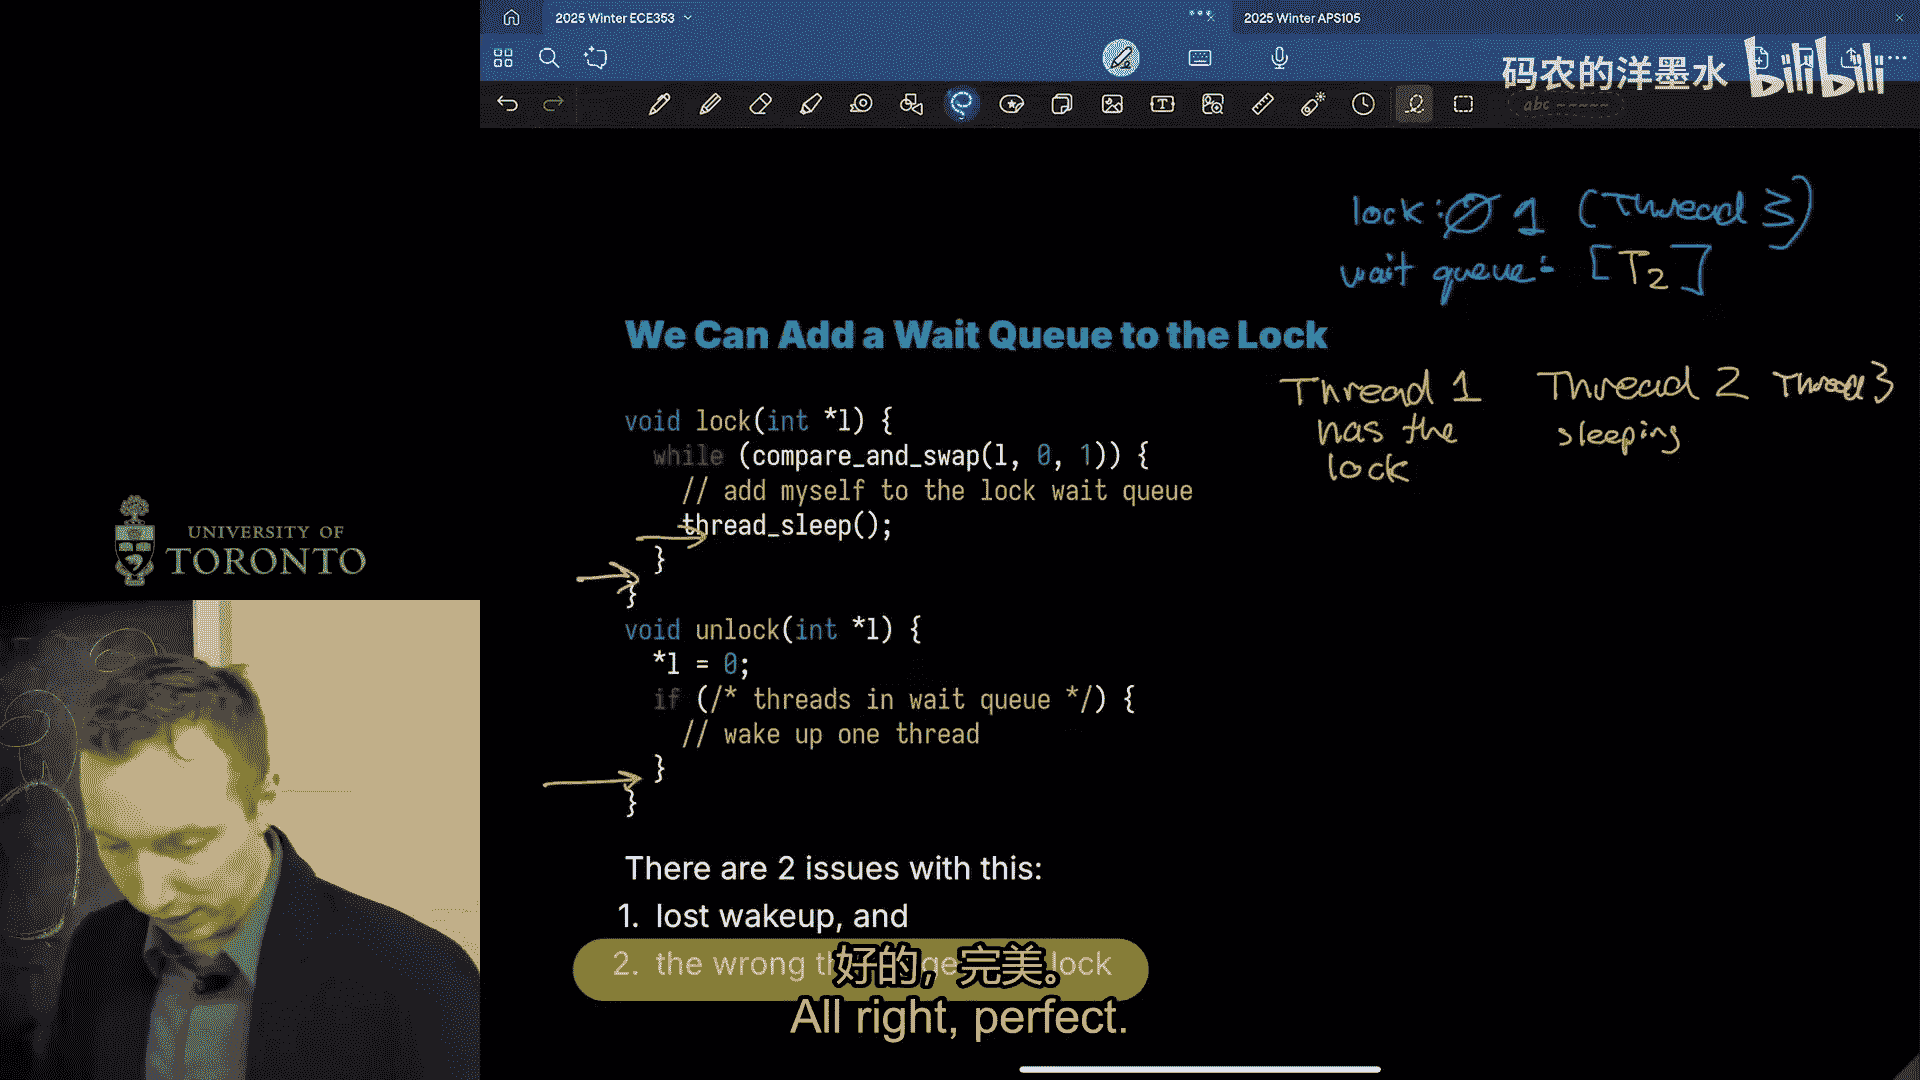 2025 Winter ECE353
2025 Winter APS105
码农的洋墨水 bilibili
abc
lock: 0 1 (Thread 3)
wait queue: [T2]
We Can Add a Wait Queue to the Lock
Thread 1 Thread 2 Thread 3
has the sleeping
lock
void lock(int *l) {
while (compare_and_swap(l, 0, 1)) {
// add myself to the lock wait queue
thread_sleep();
}
}
void unlock(int *l) {
*l = 0;
if (/* threads in wait queue */) {
// wake up one thread
}
}
UNIVERSITY OF
TORONTO
There are 2 issues with this:
1. lost wakeup, and
2. the wrong lock
好的，完美。
All right, perfect.